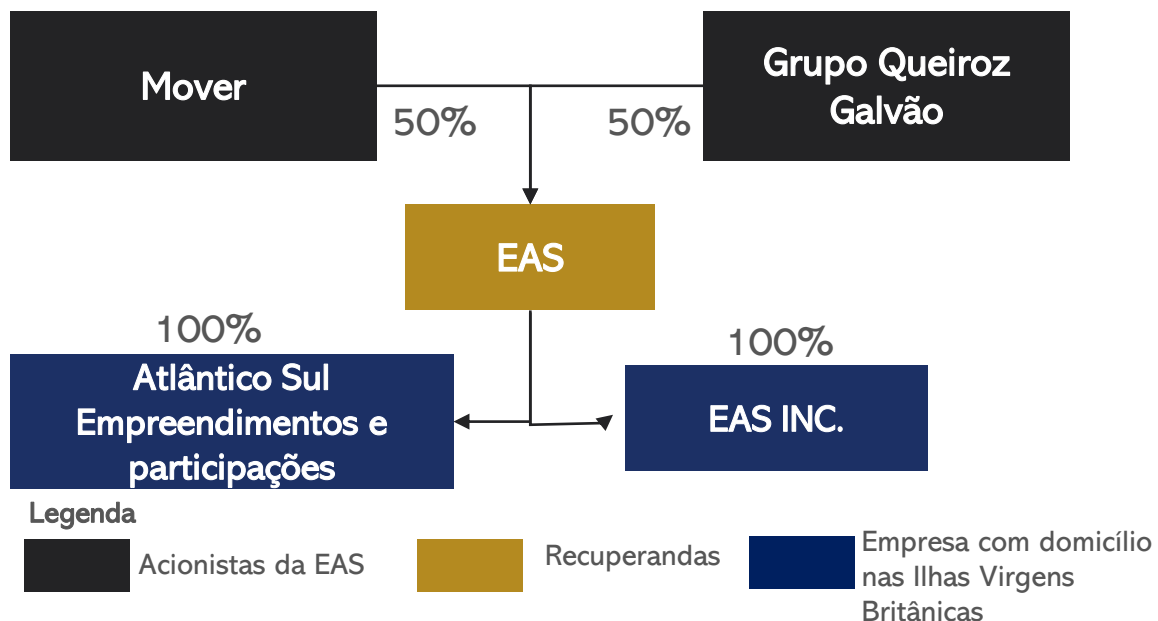 Mover
Grupo Queiroz
Galvão
50%
50%
EAS
100%
100%
Atlântico Sul
Empreendimentos e
participações
EAS INC.
Legenda
Acionistas da EAS
Recuperandas
Empresa com domicílio
nas Ilhas Virgens
Britânicas